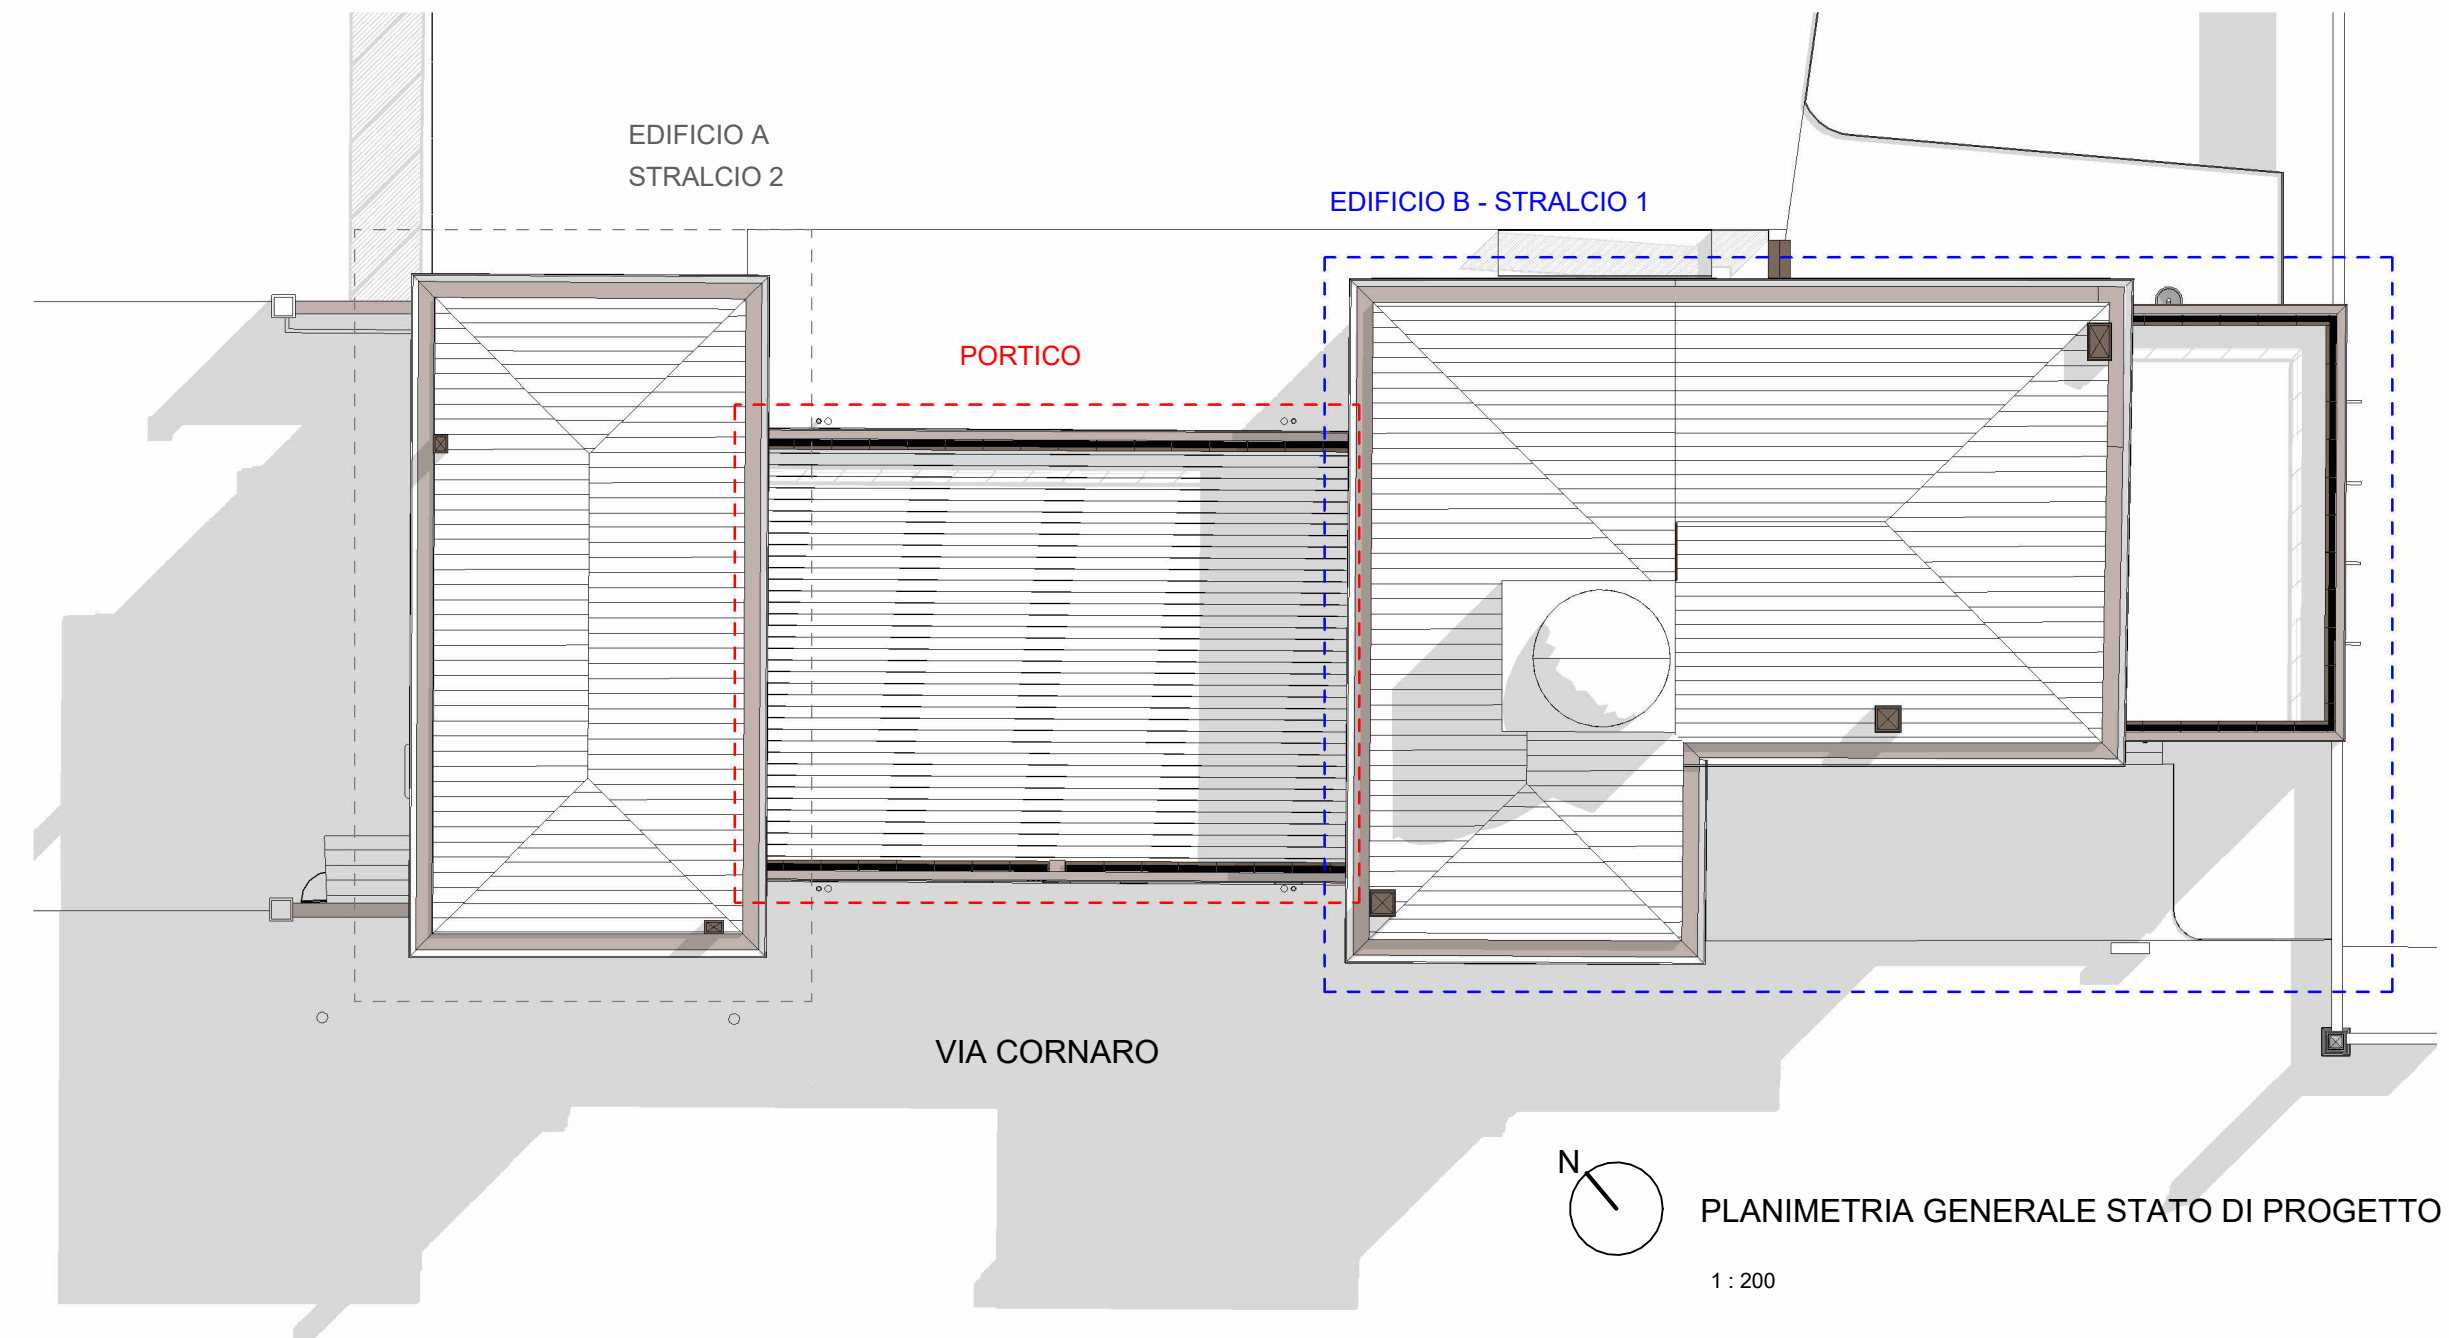 EDIFICIO A
STRALCIO 2
EDIFICIO B - STRALCIO 1
PORTICO
VIA CORNARO
N
PLANIMETRIA GENERALE STATO DI PROGETTO
1 : 200